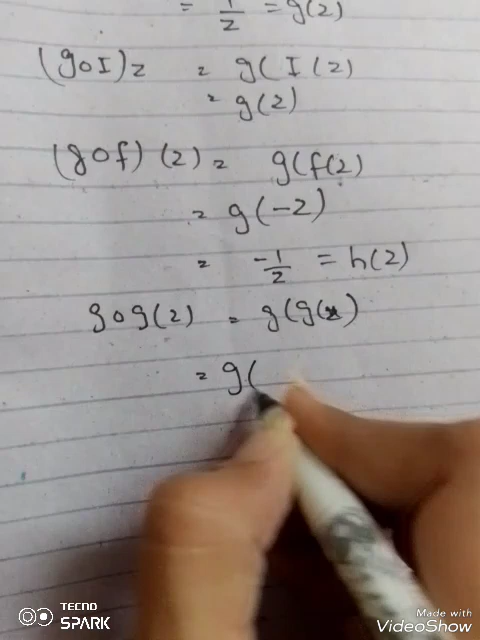 = 1/2 = g(2)
(goI)2 = g(I(2)
= g(2)
(gof)(2) = g(f(2)
= g(-2)
= -1/2 = h(2)
gog(2) = g(g(2)
= g(
TECNO
SPARK
Made with
VideoShow